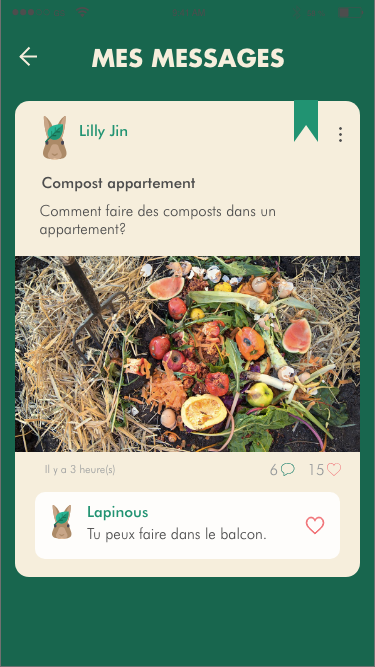 MES MESSAGES
Lilly Jin
Compost appartement
Comment faire des composts dans un
appartement?
Il y a 3 heure(s)
6
15
Lapinous
Tu peux faire dans le balcon.